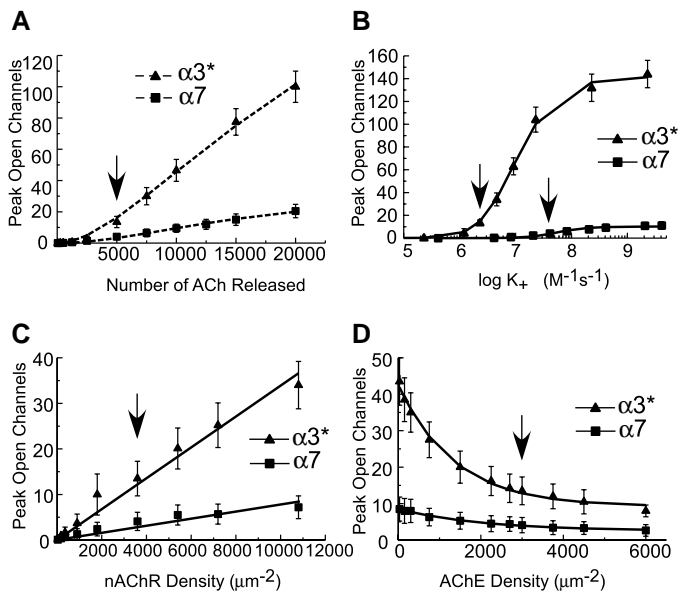 A
Peak Open Channels
120
100
80
60
40
20
0
α3*
α7
5000 10000 15000 20000
Number of ACh Released
B
Peak Open Channels
160
140
120
100
80
60
40
20
0
α3*
α7
5 6 7 8 9
log K+ (M-1s-1)
C
Peak Open Channels
40
30
20
10
0
α3*
α7
2000 4000 6000 8000 10000 12000
nAChR Density (μm-2)
D
Peak Open Channels
50
40
30
20
10
0
α3*
α7
0 2000 4000 6000
AChE Density (μm-2)